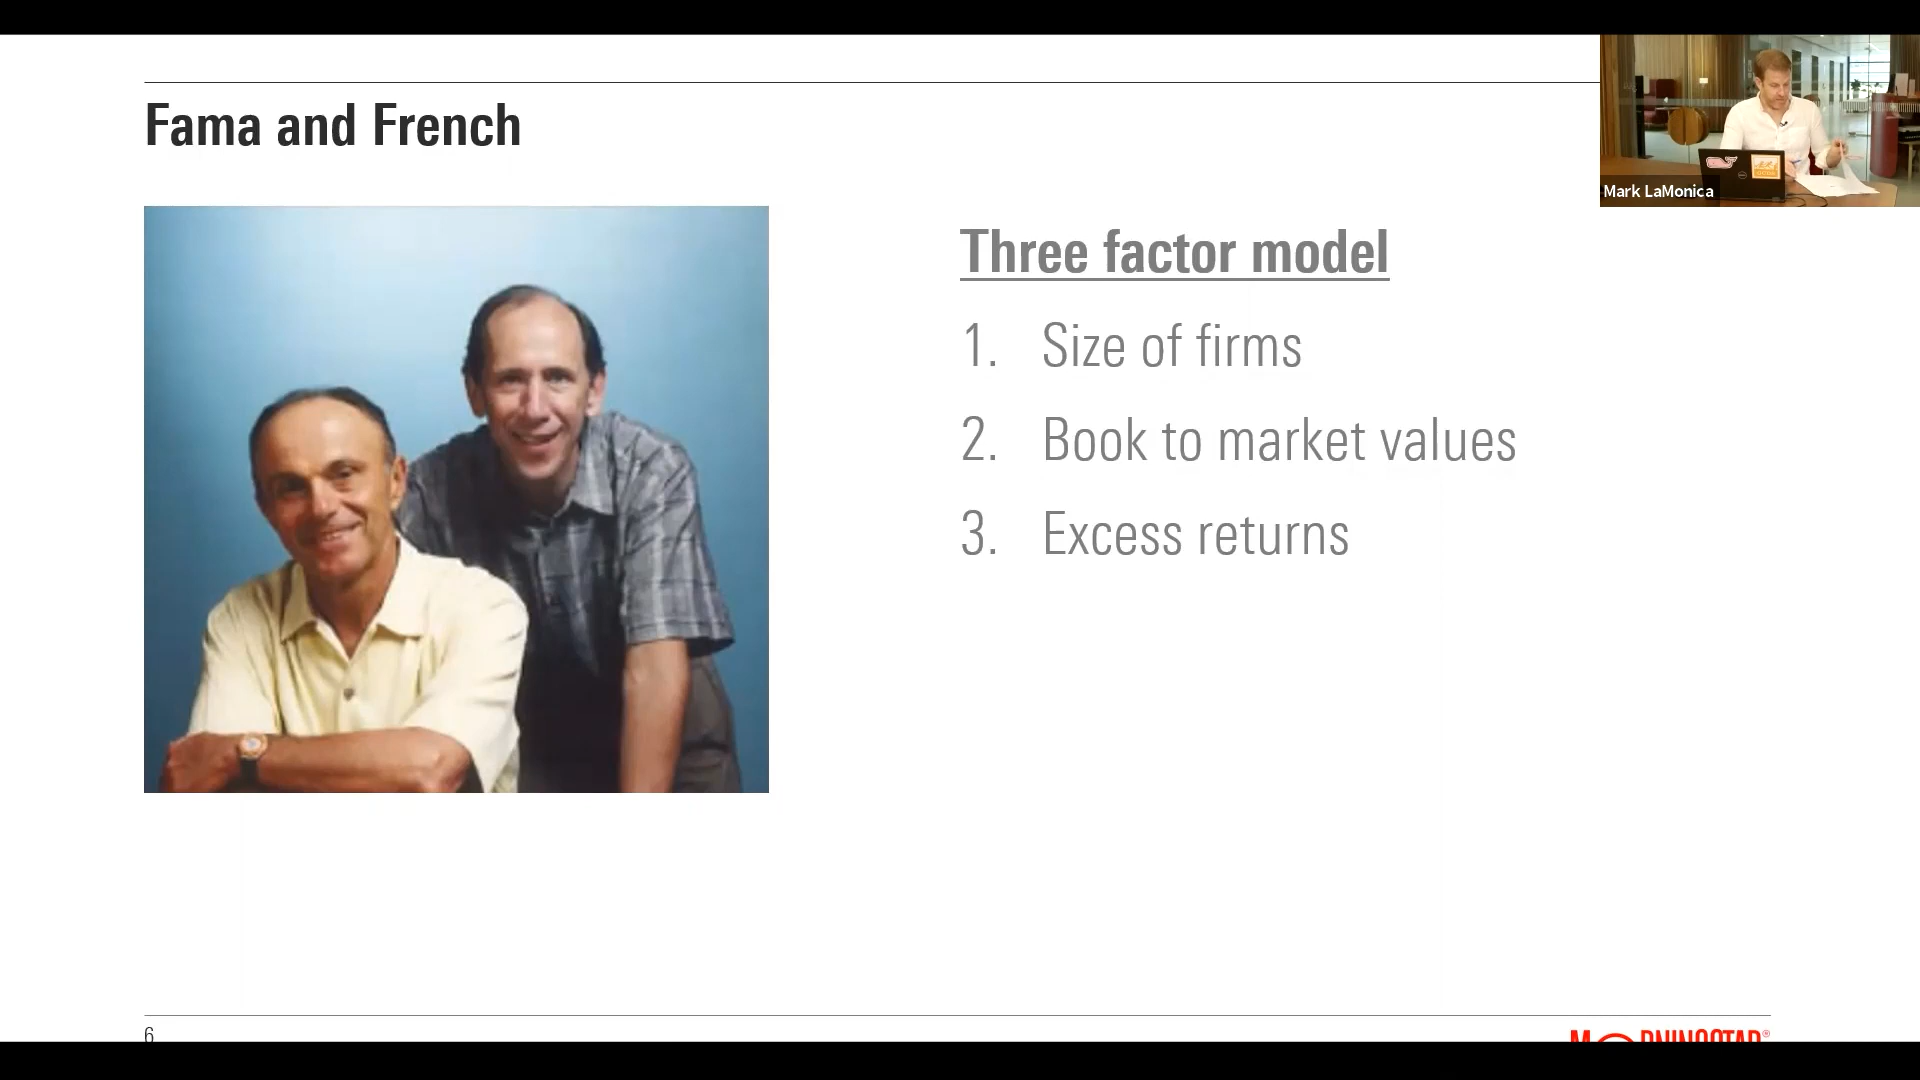 Fama and French
Mark LaMonica
Three factor model
1. Size of firms
2. Book to market values
3. Excess returns
6
MORNINGSTAR®